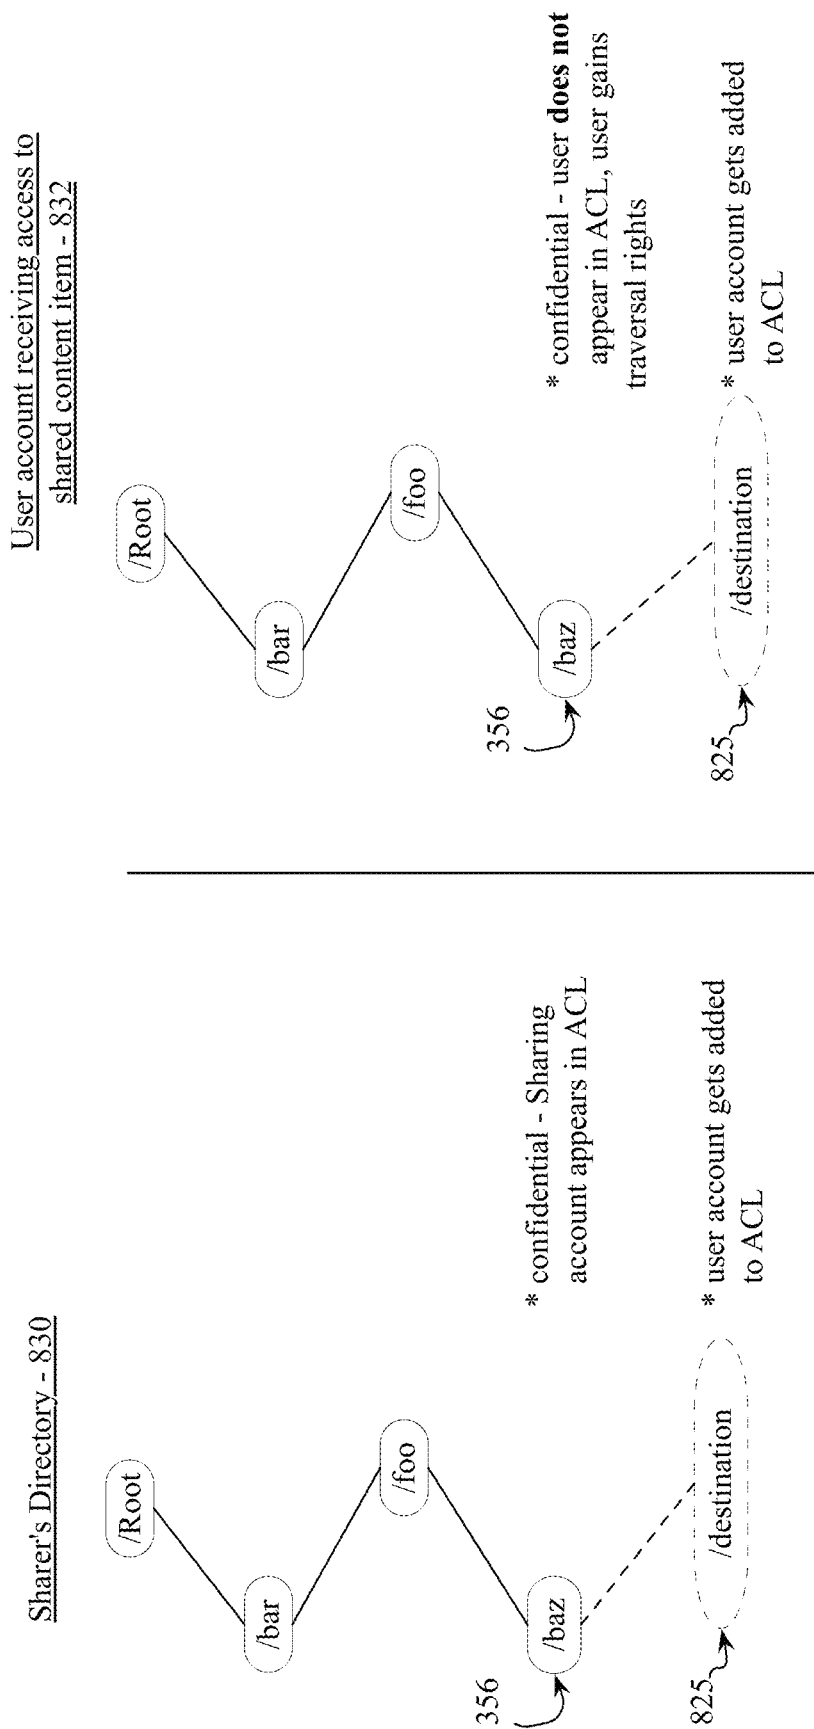 Sharer's Directory - 830
/Root
/bar
/foo
356
/baz
* confidential - Sharing
account appears in ACL
825
/destination
* user account gets added
to ACL
User account receiving access to
shared content item - 832
/Root
/bar
/foo
356
/baz
* confidential - user does not
appear in ACL, user gains
traversal rights
825
/destination
* user account gets added
to ACL